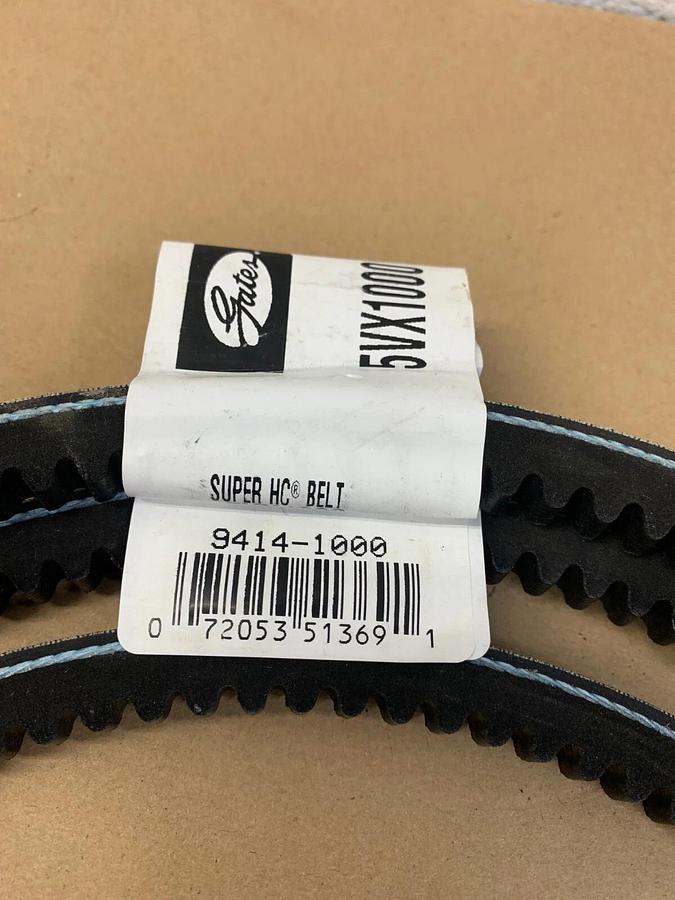 Gates
5VX1000
SUPER HC® BELT
9414-1000
0 72053 51369 1